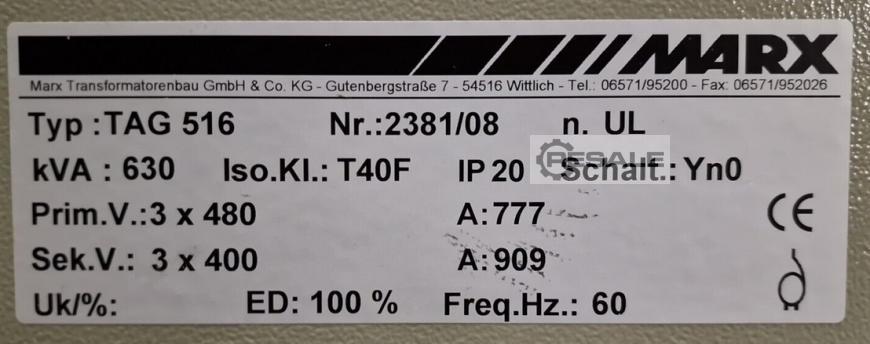 MARX
Marx Transformatorenbau GmbH & Co. KG - Gutenbergstraße 7 - 54516 Wittlich - Tel.: 06571/95200 - Fax: 06571/952026
Typ :TAG 516 Nr.:2381/08 n. UL
RESALE
kVA : 630 Iso.Kl.: T40F IP 20 Schalt.: Yn0
Prim.V.:3 x 480 A:777 CE
Sek.V.: 3 x 400 A:909
Uk/%: ED: 100 % Freq.Hz.: 60